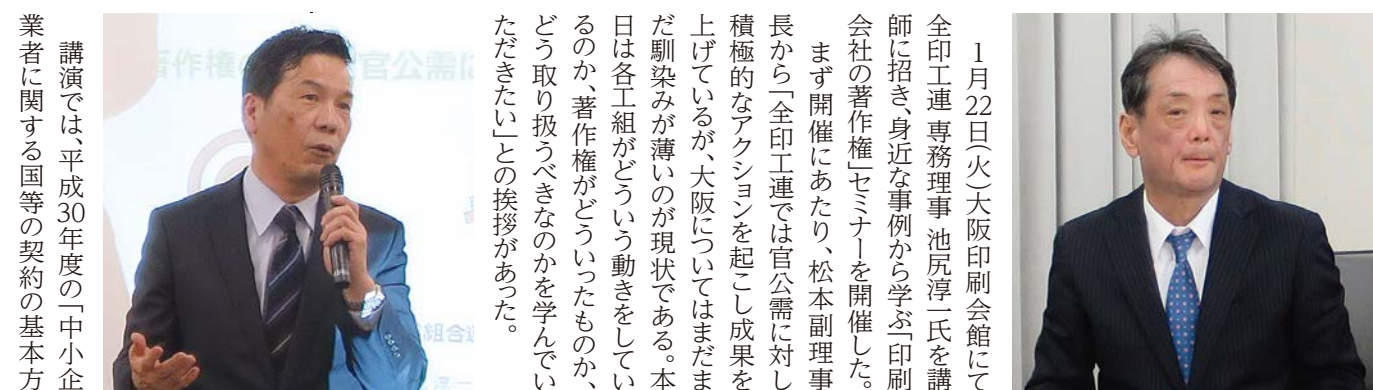 1月22日(火)大阪印刷会館にて
全印工連 専務理事 池尻淳一氏を講
師に招き、身近な事例から学ぶ「印刷
会社の著作権」セミナーを開催した。
まず開催にあたり、松本副理事
長から「全印工連では官公需に対し
積極的なアクションを起こし成果を
上げているが、大阪についてはまだま
だ馴染みが薄いのが現状である。本
日は各工組がどういう動きをしてい
るのか、著作権がどういったものか、
どう取り扱うべきなのかを学んでい
ただきたい」との挨拶があった。
著作権
官公需に
組合連
講演では、平成30年度の「中小企
業者に関する国等の契約の基本方